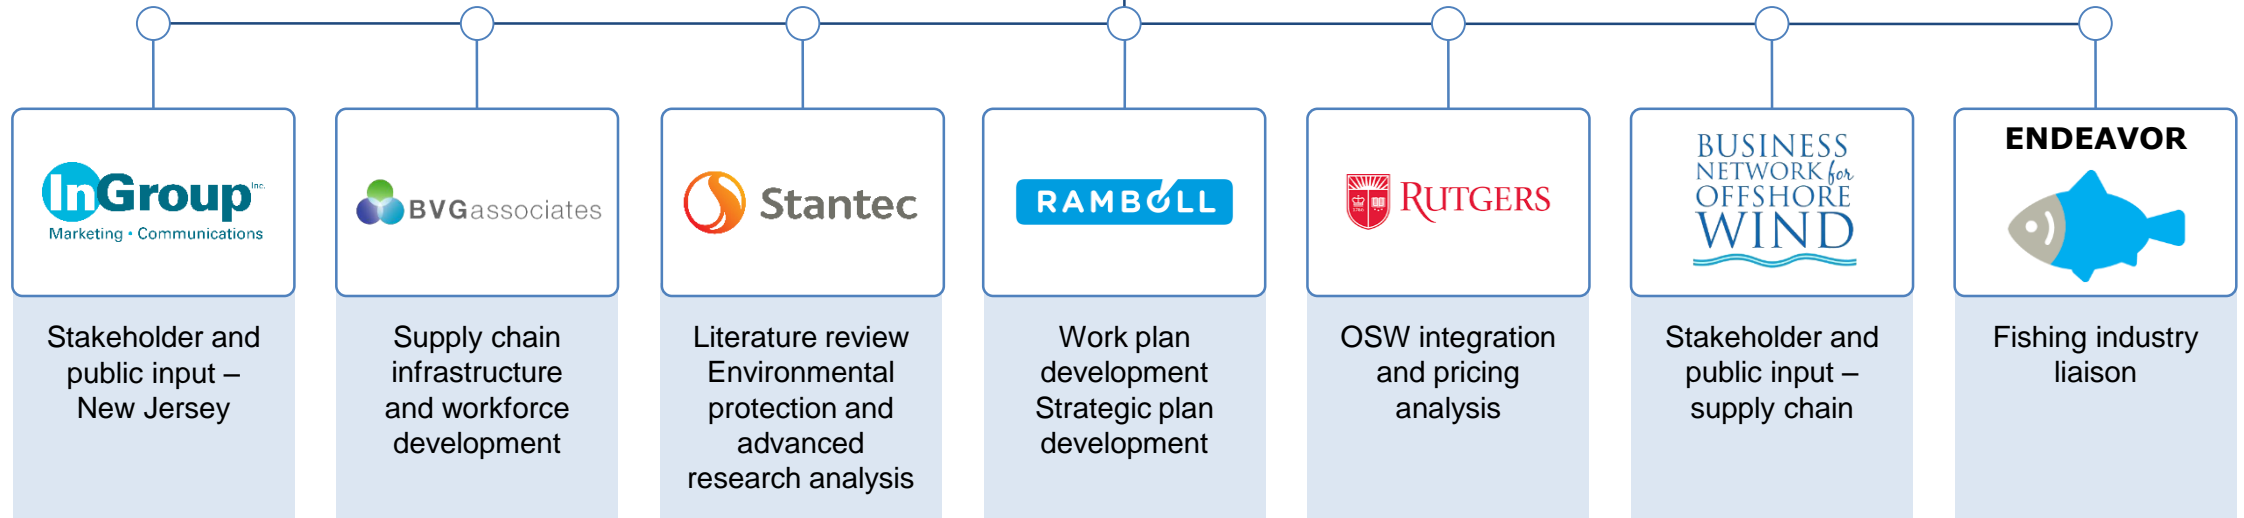 InGroup Inc.
Marketing • Communications
Stakeholder and
public input –
New Jersey
BVGassociates
Supply chain
infrastructure
and workforce
development
Stantec
Literature review
Environmental
protection and
advanced
research analysis
RAMBOLL
Work plan
development
Strategic plan
development
RUTGERS
OSW integration
and pricing
analysis
BUSINESS
NETWORK for
OFFSHORE
WIND
Stakeholder and
public input –
supply chain
ENDEAVOR
Fishing industry
liaison